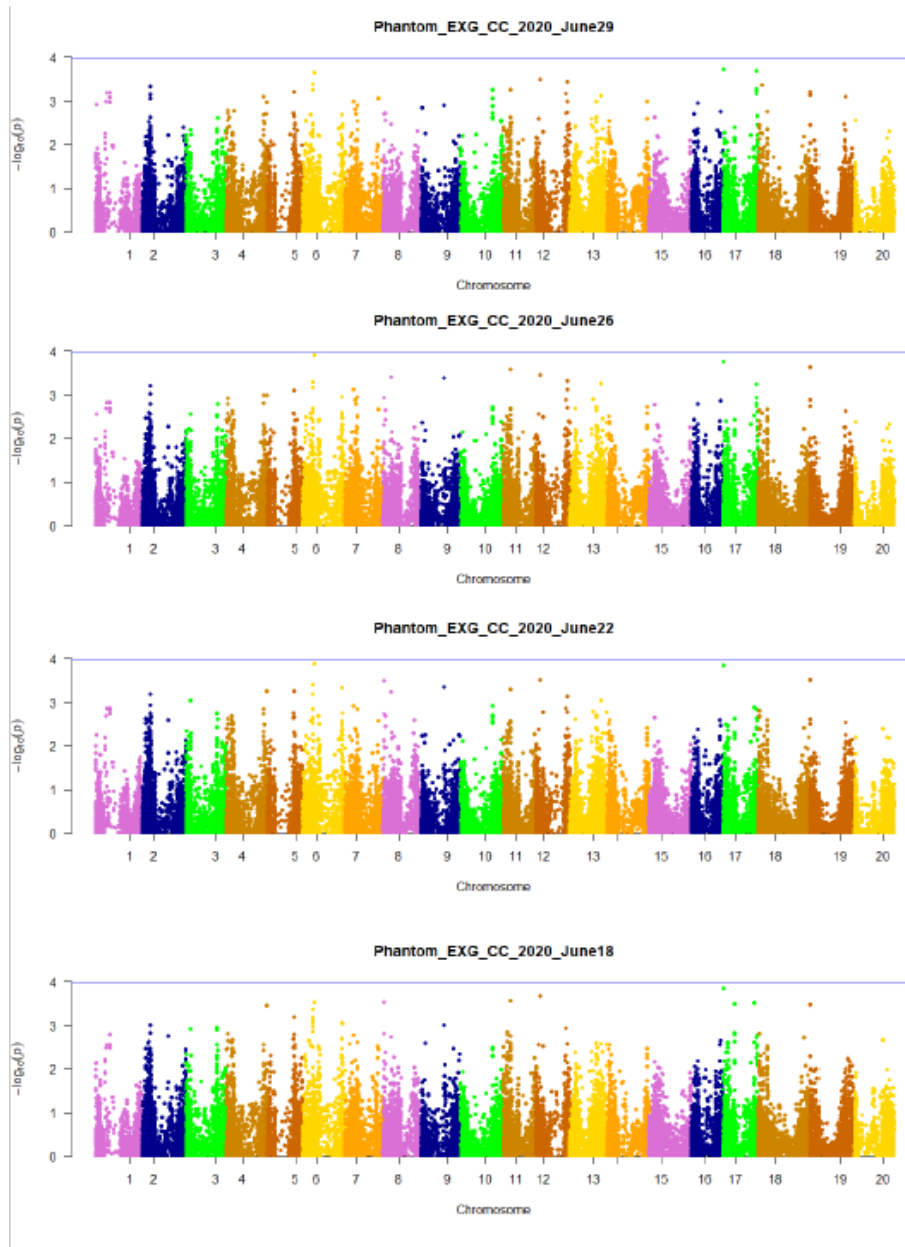 Phantom_EXG_CC_2020_June29
4
3
2
1
0
-log10(p)
1 2 3 4 5 6 7 8 9 10 11 12 13 15 16 17 18 19 20
Chromosome
Phantom_EXG_CC_2020_June26
4
3
2
1
0
-log10(p)
1 2 3 4 5 6 7 8 9 10 11 12 13 15 16 17 18 19 20
Chromosome
Phantom_EXG_CC_2020_June22
4
3
2
1
0
-log10(p)
1 2 3 4 5 6 7 8 9 10 11 12 13 15 16 17 18 19 20
Chromosome
Phantom_EXG_CC_2020_June18
4
3
2
1
0
-log10(p)
1 2 3 4 5 6 7 8 9 10 11 12 13 15 16 17 18 19 20
Chromosome